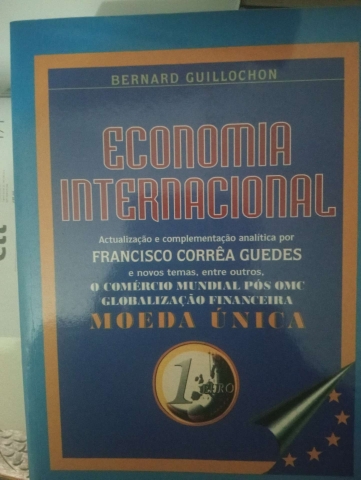 BERNARD GUILLOCHON
ECONOMIA
INTERNACIONAL
Actualização e complementação analítica por
FRANCISCO CORRÊA GUEDES
e novos temas, entre outros,
O COMÉRCIO MUNDIAL PÓS OMC
GLOBALIZAÇÃO FINANCEIRA
MOEDA ÚNICA
1
EURO